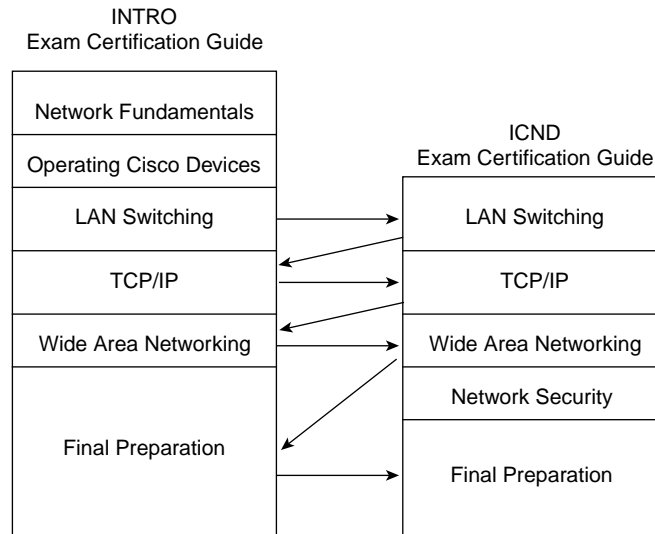 INTRO
Exam Certification Guide
Network Fundamentals
Operating Cisco Devices
LAN Switching
TCP/IP
Wide Area Networking
Final Preparation
ICND
Exam Certification Guide
LAN Switching
TCP/IP
Wide Area Networking
Network Security
Final Preparation